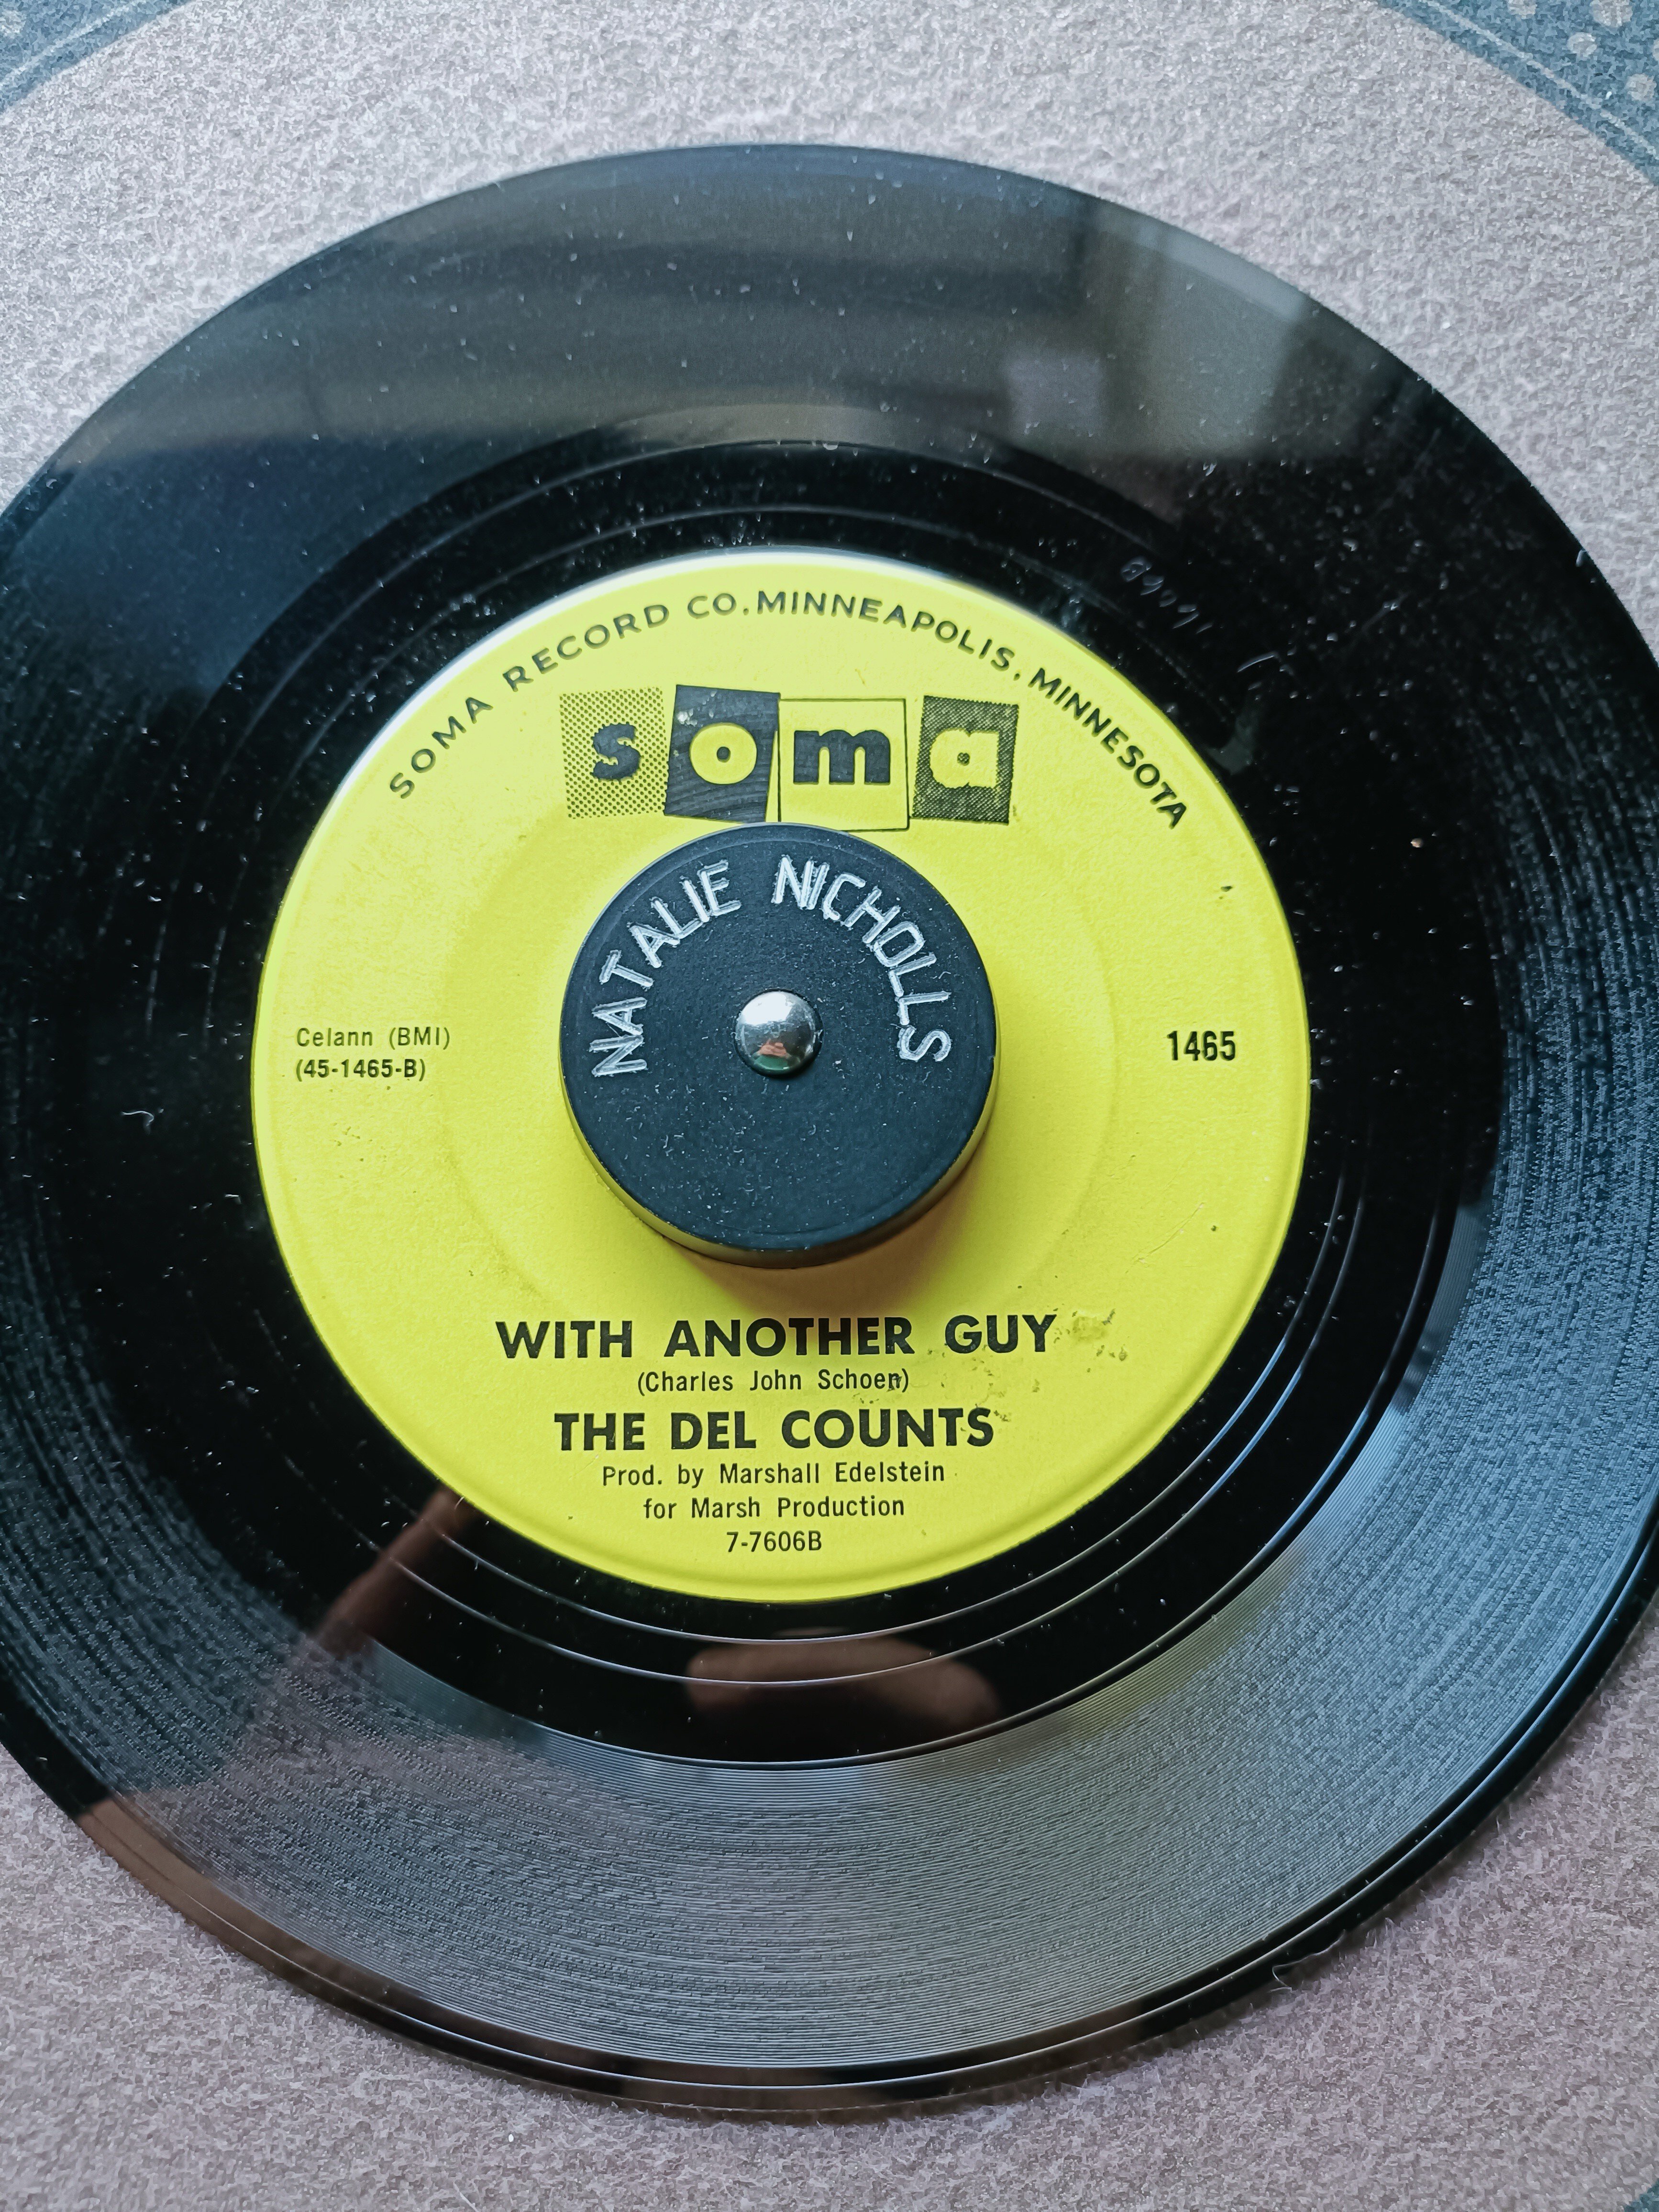 SOMA RECORD CO. MINNEAPOLIS, MINNESOTA
soma
NATALIE NICHOLLS
Celann (BMI)
(45-1465-B)
1465
WITH ANOTHER GUY
(Charles John Schoen)
THE DEL COUNTS
Prod. by Marshall Edelstein
for Marsh Production
7-7606B